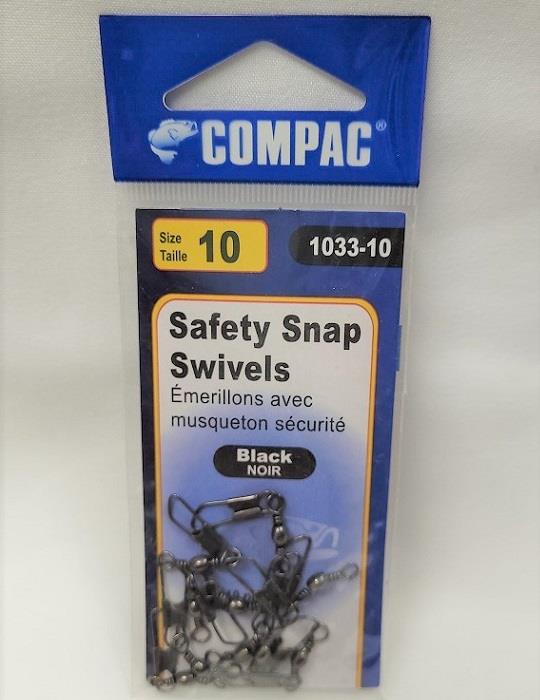 COMPAC®
Size
Taille
10
1033-10
Safety Snap
Swivels
Émerillons avec
musqueton sécurité
Black
NOIR